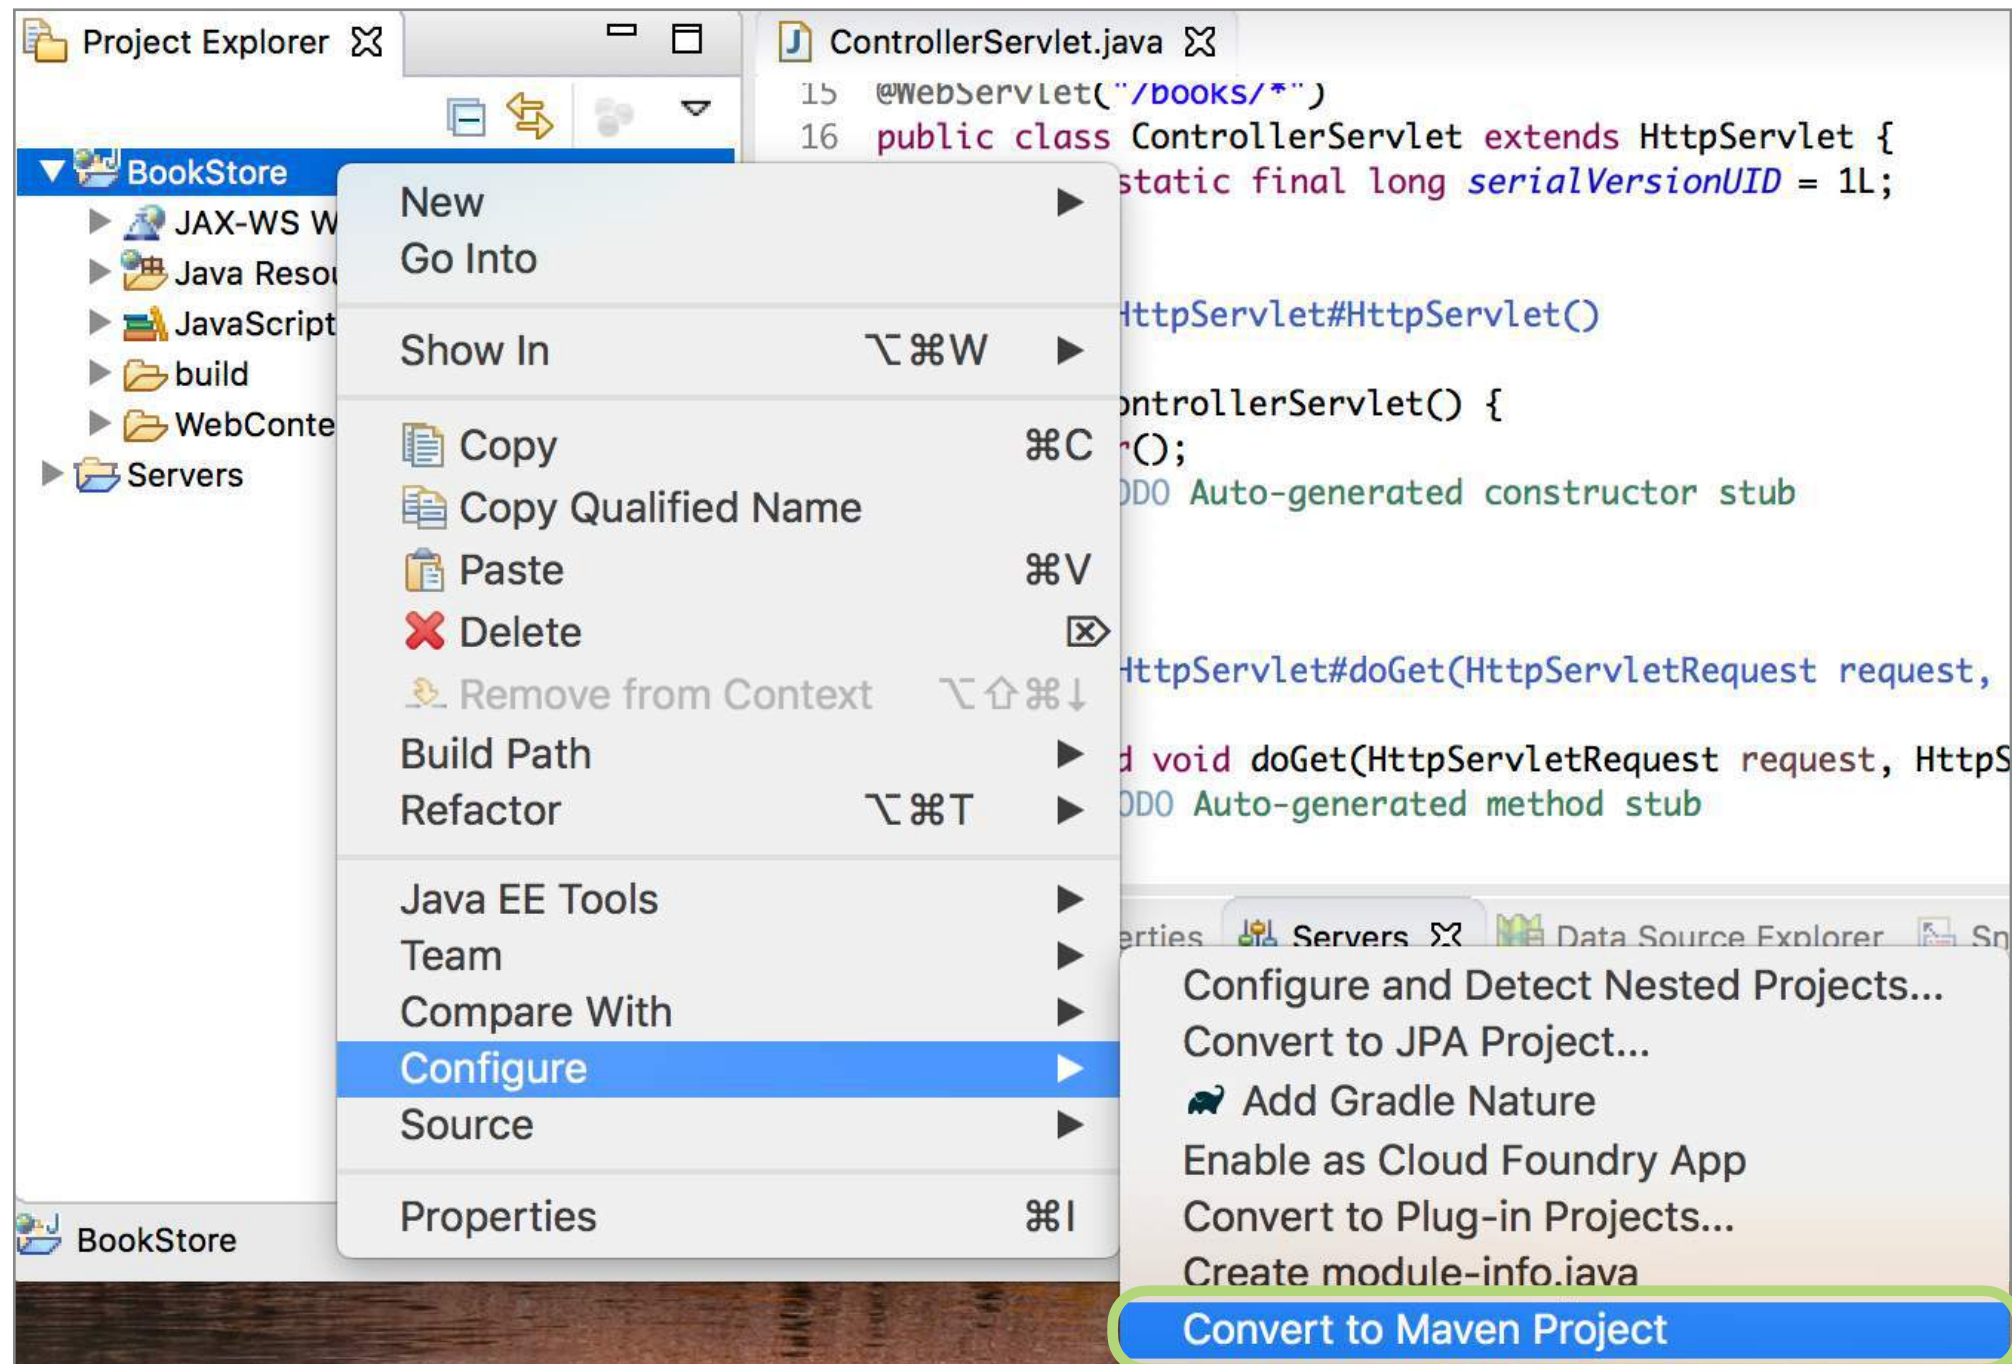 Project Explorer
ControllerServlet.java
15 @WebServlet("/books/*")
16 public class ControllerServlet extends HttpServlet {
static final long serialVersionUID = 1L;
HttpServlet#HttpServlet()
ontrollerServlet() {
r();
ODO Auto-generated constructor stub
HttpServlet#doGet(HttpServletRequest request,
d void doGet(HttpServletRequest request, HttpS
ODO Auto-generated method stub
BookStore
JAX-WS W
Java Resou
JavaScript
build
WebConte
Servers
New
Go Into
Show In ⌥⌘W
Copy ⌘C
Copy Qualified Name
Paste ⌘V
Delete ⌦
Remove from Context ⌥⇧⌘↓
Build Path
Refactor ⌥⌘T
Java EE Tools
Team
Compare With
Configure
Source
Properties ⌘I
erties Servers Data Source Explorer Sn
Configure and Detect Nested Projects...
Convert to JPA Project...
Add Gradle Nature
Enable as Cloud Foundry App
Convert to Plug-in Projects...
Create module-info.java
Convert to Maven Project
BookStore